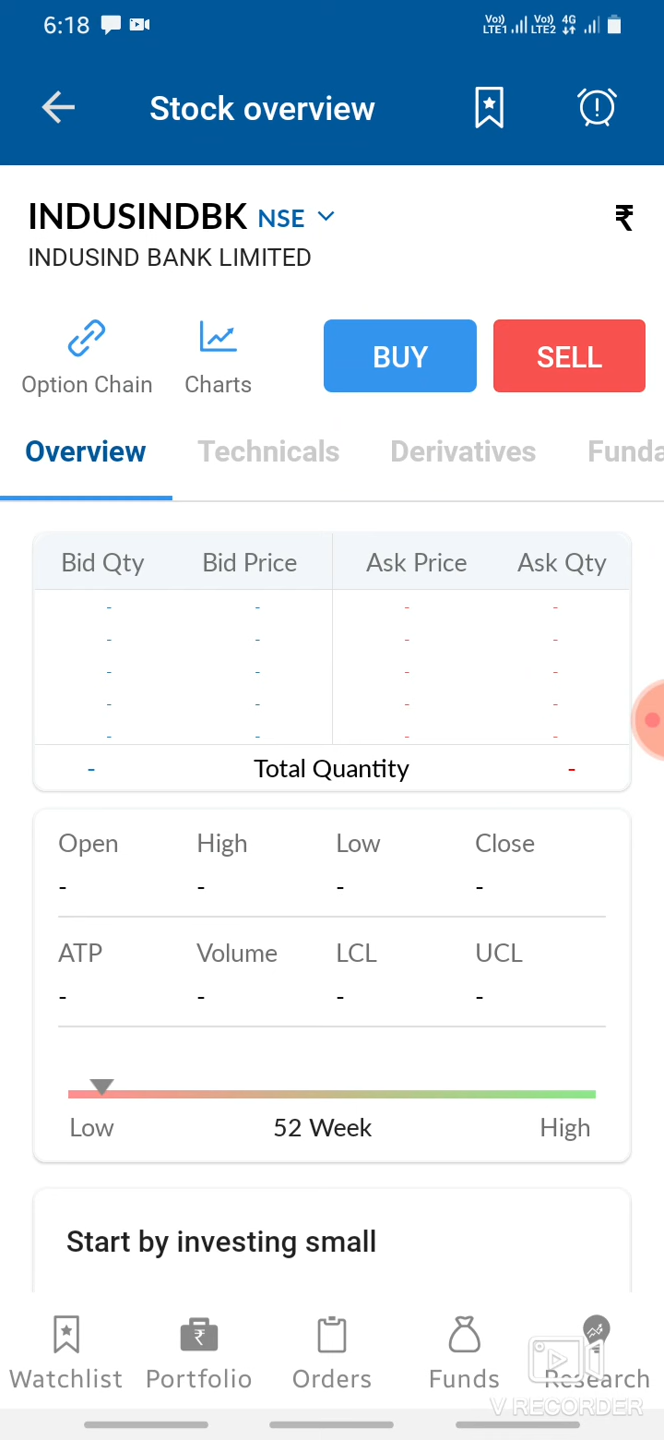 6:18
Vo)) LTE1 Vo)) LTE2 4G
Stock overview
INDUSINDBK NSE ₹
INDUSIND BANK LIMITED
Option Chain Charts BUY SELL
Overview Technicals Derivatives Funda
Bid Qty Bid Price Ask Price Ask Qty
- - - -
- - - -
- - - -
- - - -
- - - -
- Total Quantity -
Open High Low Close
- - - -
ATP Volume LCL UCL
- - - -
Low 52 Week High
Start by investing small
Watchlist Portfolio Orders Funds Research
V RECORDER